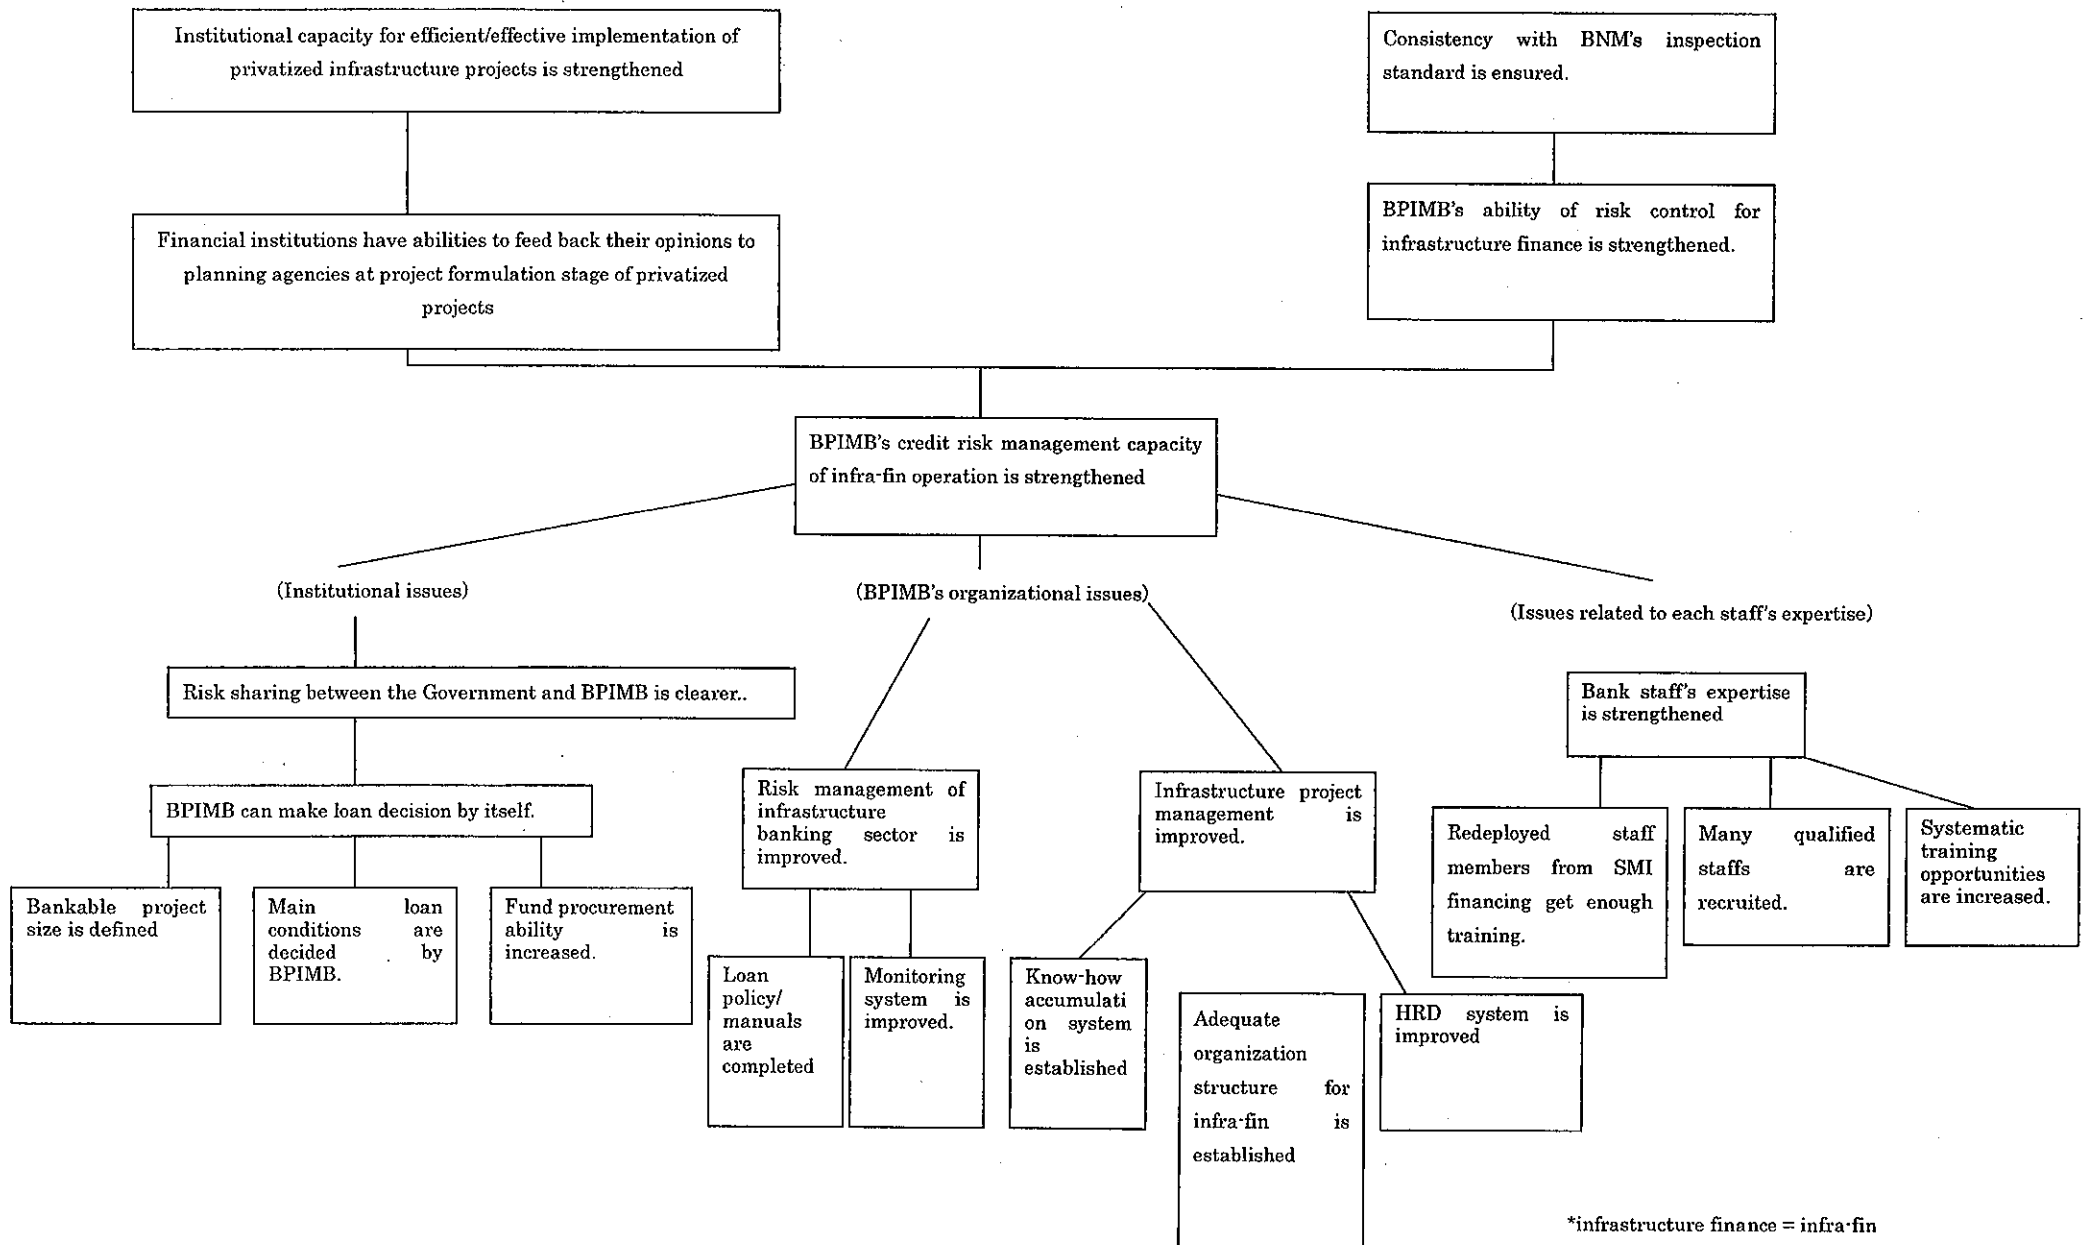 Institutional capacity for efficient/effective implementation of
privatized infrastructure projects is strengthened
Consistency with BNM's inspection
standard is ensured.
Financial institutions have abilities to feed back their opinions to
planning agencies at project formulation stage of privatized
projects
BPIMB's ability of risk control for
infrastructure finance is strengthened.
BPIMB's credit risk management capacity
of infra-fin operation is strengthened
(Institutional issues)
(BPIMB's organizational issues)
(Issues related to each staff's expertise)
Risk sharing between the Government and BPIMB is clearer..
BPIMB can make loan decision by itself.
Bankable project
size is defined
Main loan
conditions are
decided by
BPIMB.
Fund procurement
ability is
increased.
Risk management of
infrastructure
banking sector is
improved.
Loan
policy/
manuals
are
completed
Monitoring
system is
improved.
Infrastructure project
management is
improved.
Know-how
accumulati
on system
is
established
Adequate
organization
structure for
infra-fin is
established
HRD system is
improved
Bank staff's expertise
is strengthened
Redeployed staff
members from SMI
financing get enough
training.
Many qualified
staffs are
recruited.
Systematic
training
opportunities
are increased.
*infrastructure finance = infra-fin